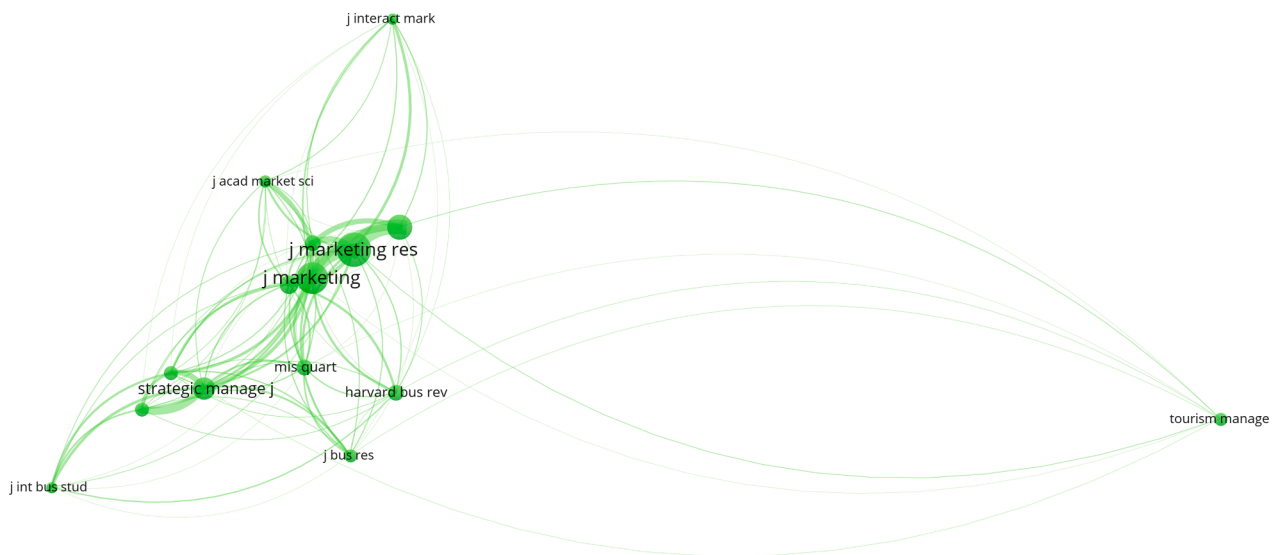 j interact mark
j acad market sci
j marketing res
j marketing
mis quart
strategic manage j
harvard bus rev
tourism manage
j bus res
j int bus stud